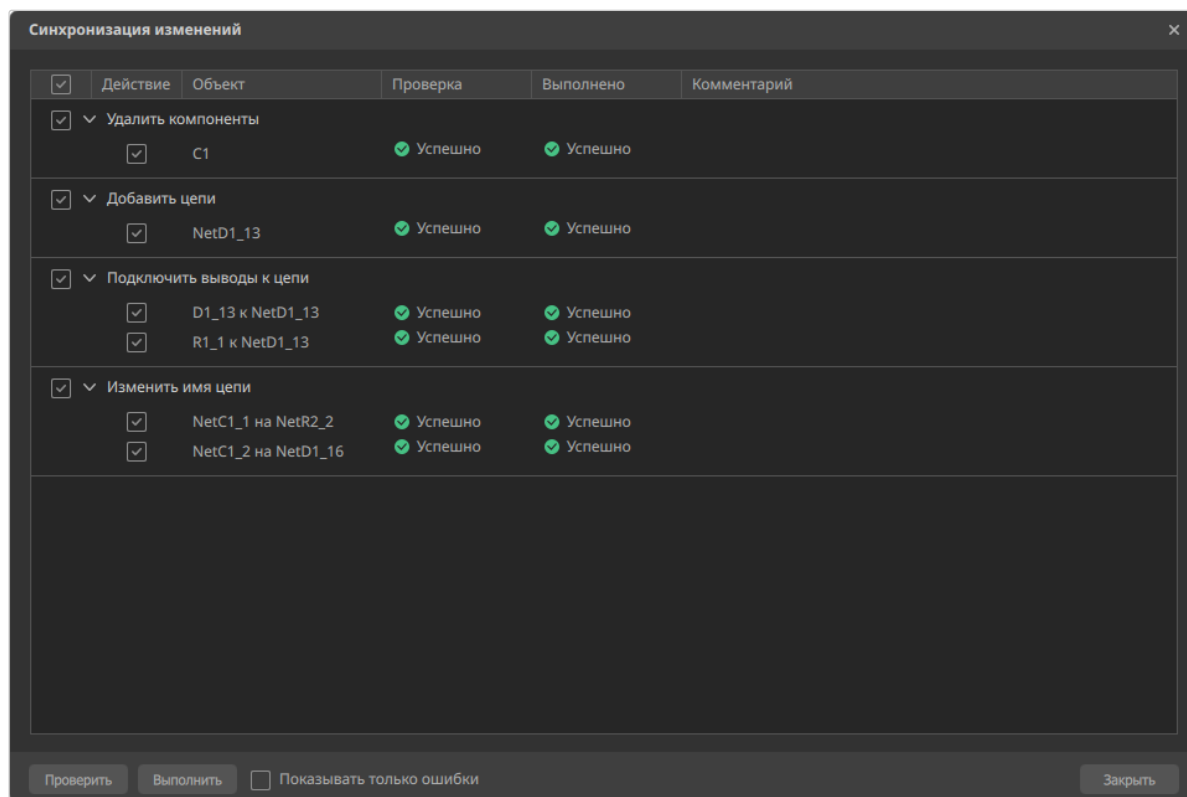 Синхронизация изменений
Действие Объект Проверка Выполнено Комментарий
Удалить компоненты
C1 Успешно Успешно
Добавить цепи
NetD1_13 Успешно Успешно
Подключить выводы к цепи
D1_13 к NetD1_13 Успешно Успешно
R1_1 к NetD1_13 Успешно Успешно
Изменить имя цепи
NetC1_1 на NetR2_2 Успешно Успешно
NetC1_2 на NetD1_16 Успешно Успешно
Проверить Выполнить Показывать только ошибки Закрыть